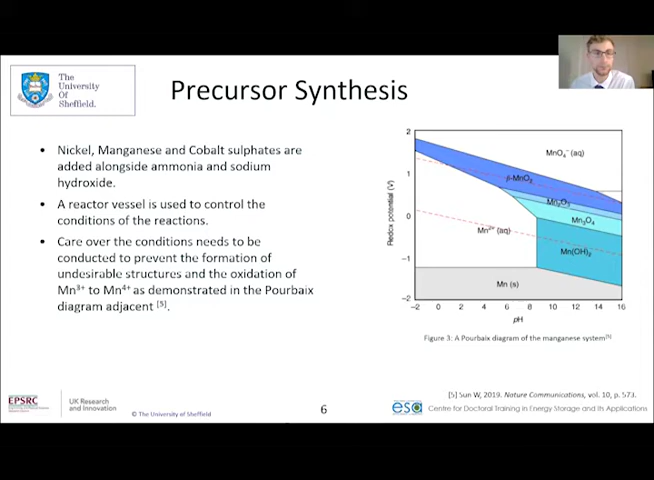 The
University
Of
Sheffield.
Precursor Synthesis
• Nickel, Manganese and Cobalt sulphates are
added alongside ammonia and sodium
hydroxide.
• A reactor vessel is used to control the
conditions of the reactions.
• Care over the conditions needs to be
conducted to prevent the formation of
undesirable structures and the oxidation of
Mn³⁺ to Mn⁴⁺ as demonstrated in the Pourbaix
diagram adjacent [5].
Redox potential (V)
2
1
0
−1
−2
MnO₄⁻ (aq)
β-MnO₂
Mn₂O₃
Mn₃O₄
Mn²⁺ (aq)
Mn(OH)₂
Mn (s)
−2 0 2 4 6 8 10 12 14 16
pH
Figure 3: A Pourbaix diagram of the manganese system[5]
[5] Sun W, 2019. Nature Communications, vol. 10, p. 573.
EPSRC
UK Research
and Innovation
© The University of Sheffield
6
esca
Centre for Doctoral Training in Energy Storage and Its Applications